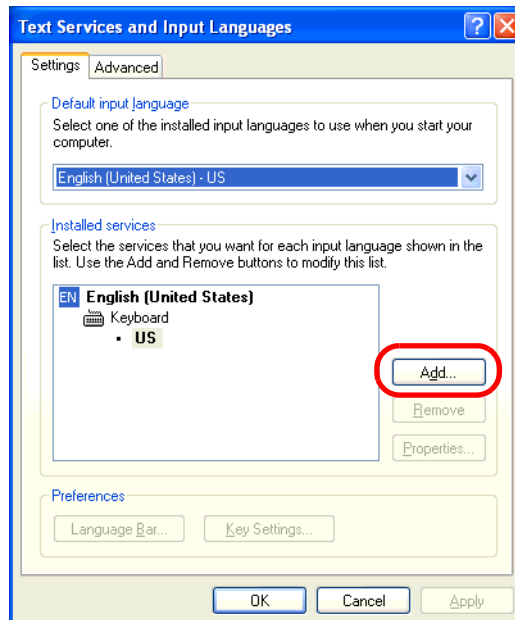 Text Services and Input Languages
Settings
Advanced
Default input language
Select one of the installed input languages to use when you start your
computer.
English (United States) - US
Installed services
Select the services that you want for each input language shown in the
list. Use the Add and Remove buttons to modify this list.
EN English (United States)
Keyboard
• US
Add...
Remove
Properties...
Preferences
Language Bar...
Key Settings...
OK
Cancel
Apply